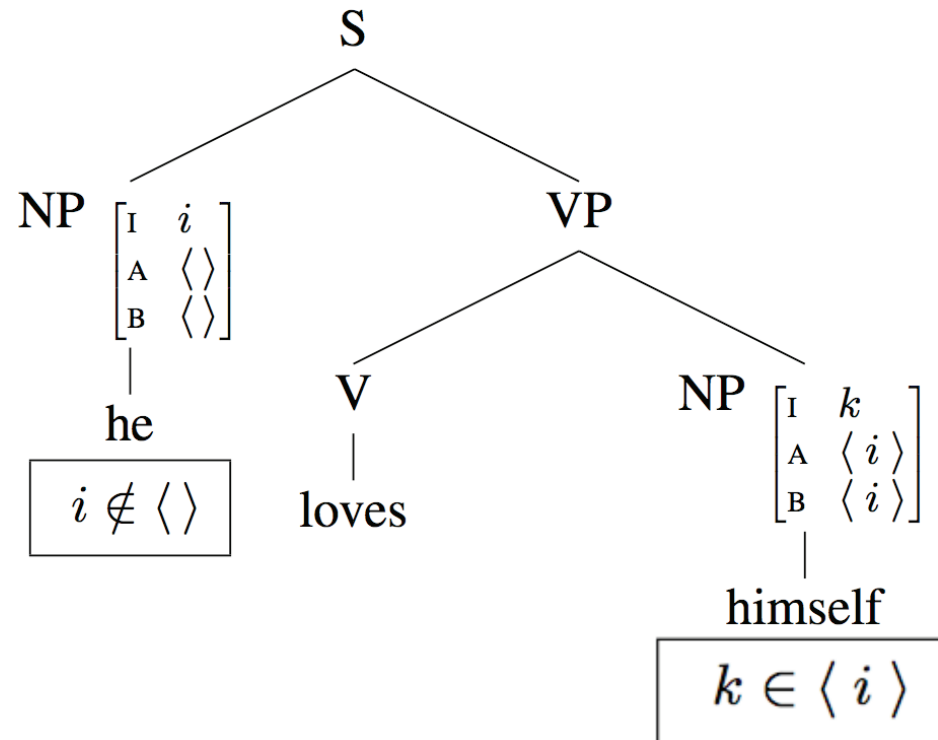 S
NP [I i
A ⟨ ⟩
B ⟨ ⟩]
VP
he
i ∉ ⟨ ⟩
V
loves
NP [I k
A ⟨ i ⟩
B ⟨ i ⟩]
himself
k ∈ ⟨ i ⟩